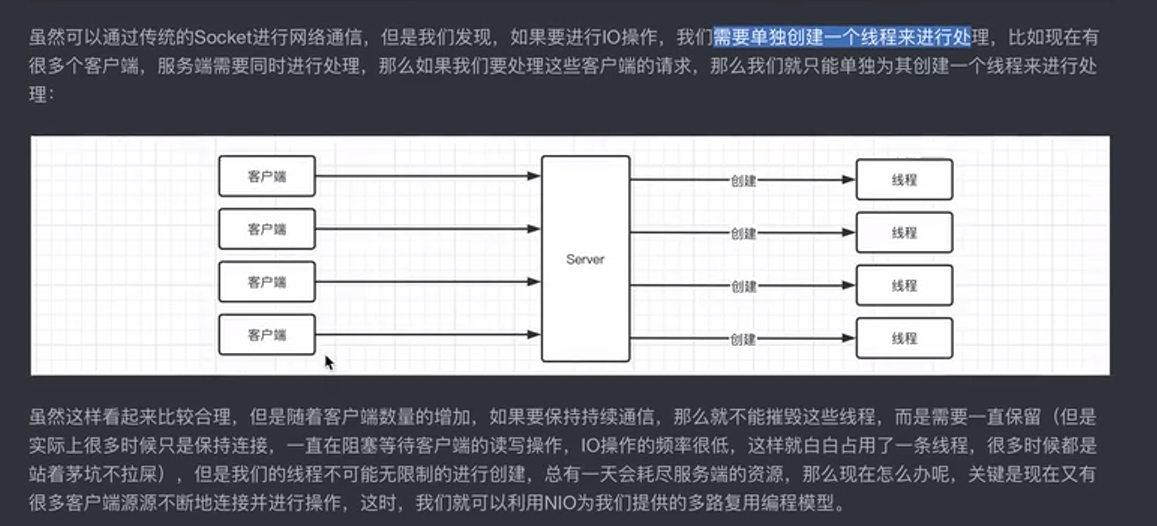 虽然可以通过传统的Socket进行网络通信，但是我们发现，如果要进行IO操作，我们需要单独创建一个线程来进行处理，比如现在有
很多个客户端，服务端需要同时进行处理，那么如果我们要处理这些客户端的请求，那么我们就只能单独为其创建一个线程来进行处
理：
客户端
创建
线程
客户端
创建
线程
Server
客户端
创建
线程
客户端
创建
线程
虽然这样看起来比较合理，但是随着客户端数量的增加，如果要保持持续通信，那么就不能摧毁这些线程，而是需要一直保留（但是
实际上很多时候只是保持连接，一直在阻塞等待客户端的读写操作，IO操作的频率很低，这样就白白占用了一条线程，很多时候都是
站着茅坑不拉屎），但是我们的线程不可能无限制的进行创建，总有一天会耗尽服务端的资源，那么现在怎么办呢，关键是现在又有
很多客户端源源不断地连接并进行操作，这时，我们就可以利用NIO为我们提供的多路复用编程模型。